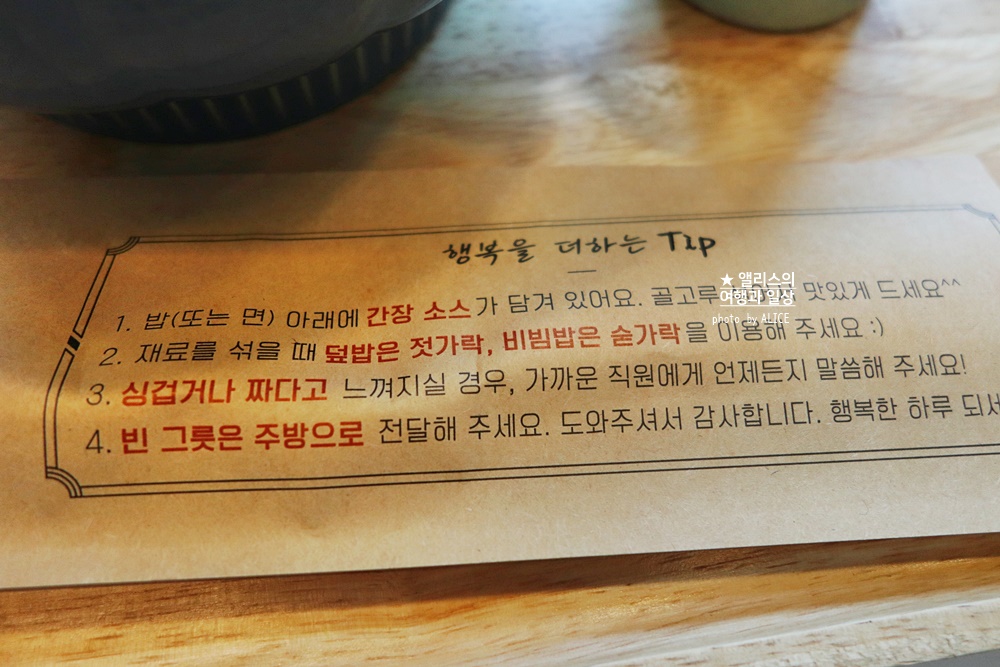 행복을 더하는 Tip
1. 밥(또는 면) 아래에 간장 소스가 담겨 있어요. 골고루 맛있게 드세요^^
2. 재료를 섞을 때 덮밥은 젓가락, 비빔밥은 숟가락을 이용해 주세요 :)
3. 싱겁거나 짜다고 느껴지실 경우, 가까운 직원에게 언제든지 말씀해 주세요!
4. 빈 그릇은 주방으로 전달해 주세요. 도와주셔서 감사합니다. 행복한 하루
★ 앨리스의
여행과 일상
photo by ALICE